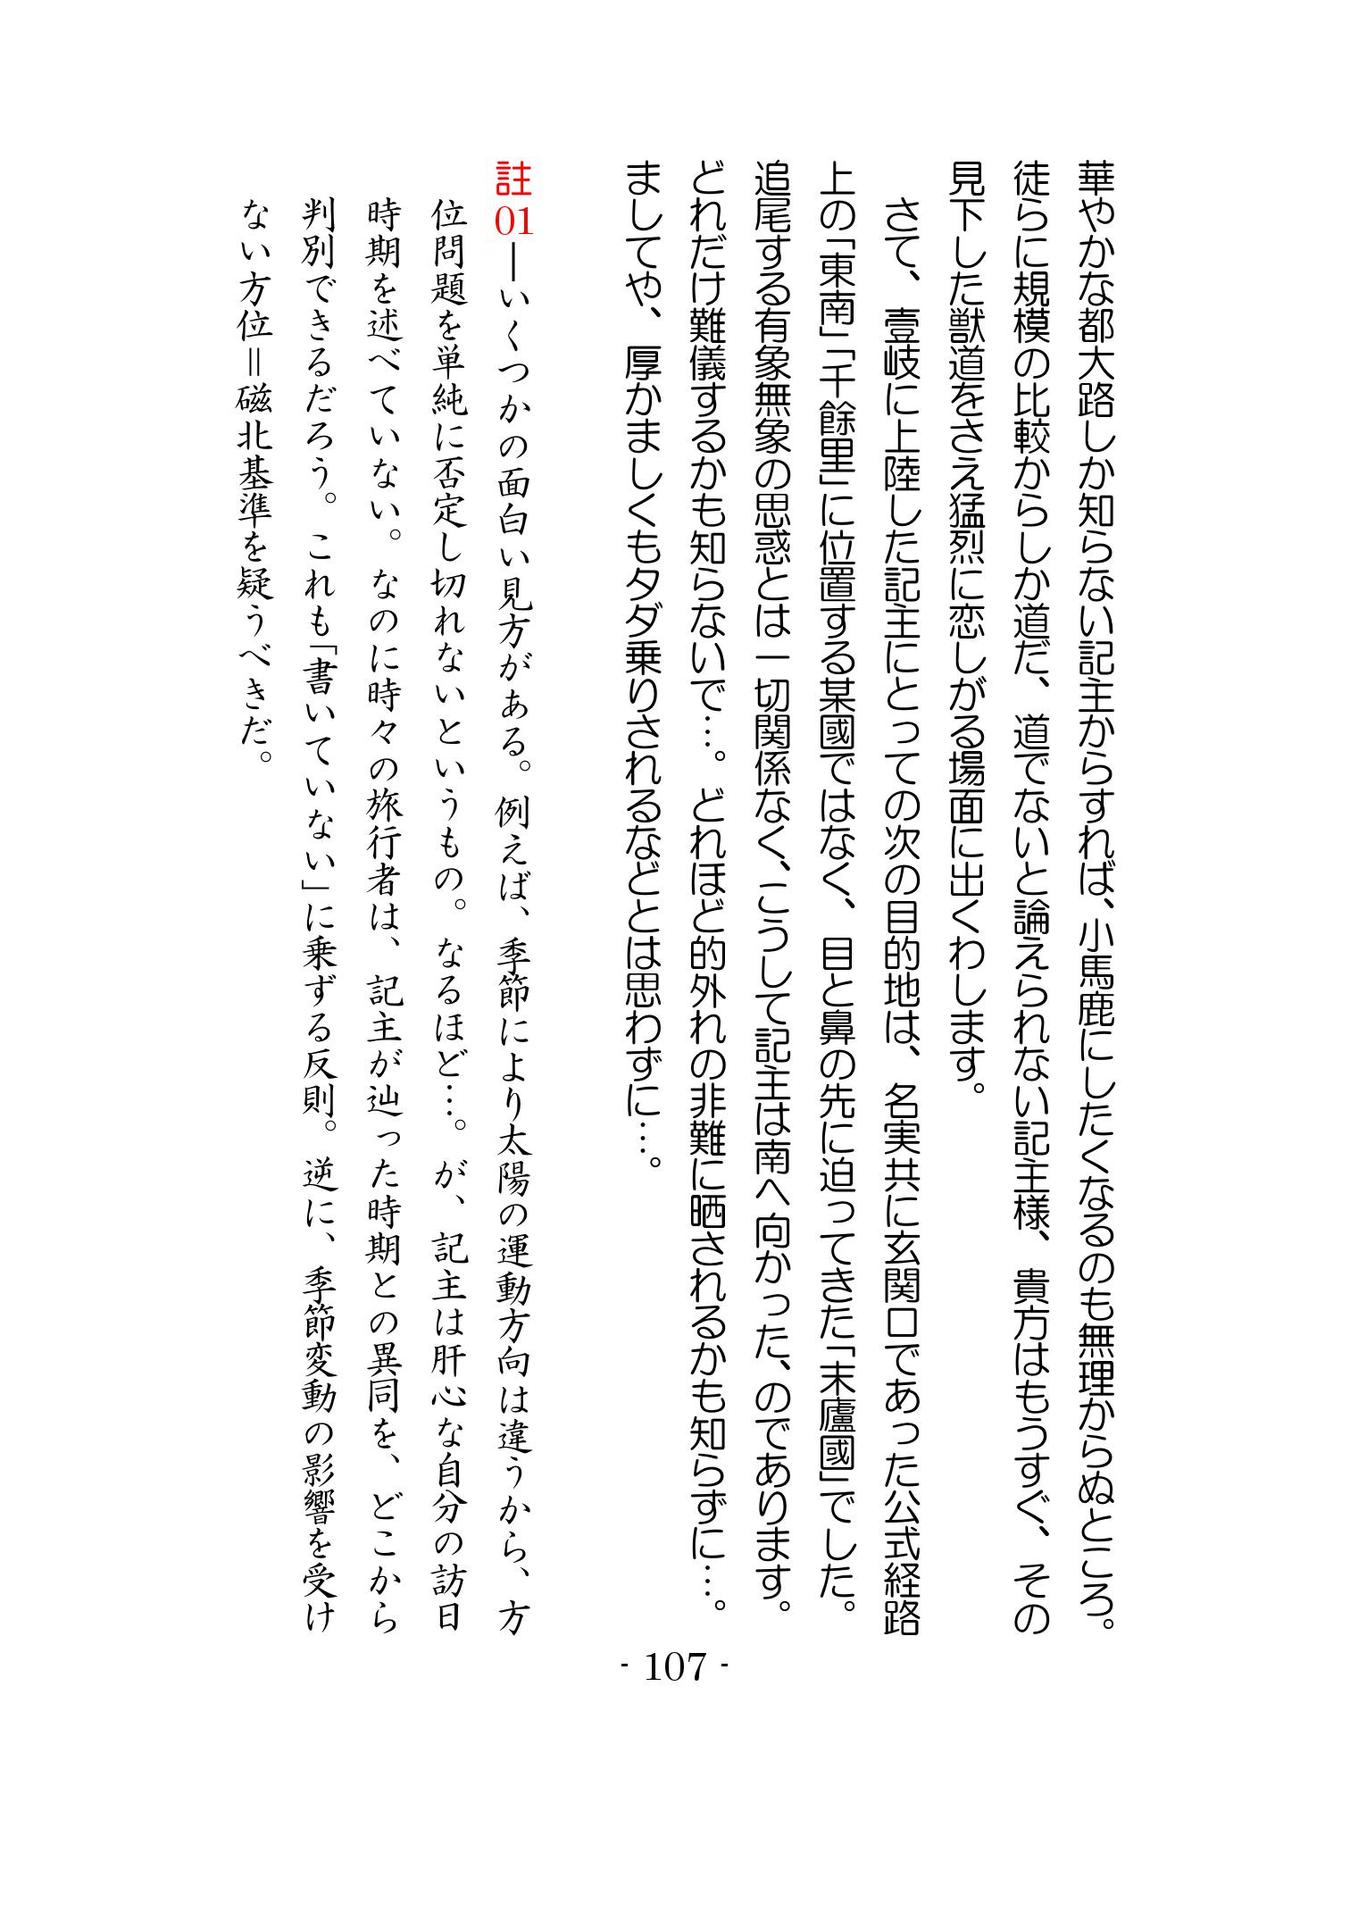 華やかな都大路しか知らない記主からすれば、小馬鹿にしたくなるのも無理からぬところ。
徒らに規模の比較からしか道だ、道でないと論えられない記主様、貴方はもうすぐ、その
見下した獣道をさえ猛烈に恋しがる場面に出くわします。
さて、壹岐に上陸した記主にとっての次の目的地は、名実共に玄関口であった公式経路
上の「東南」「千餘里」に位置する某國ではなく、目と鼻の先に迫ってきた「末廬國」でした。
追尾する有象無象の思惑とは一切関係なく、こうして記主は南へ向かった、のであります。
どれだけ難儀するかも知らないで…。どれほど的外れの非難に晒されるかも知らずに…。
ましてや、厚かましくもタダ乗りされるなどとは思わずに…。
註01―いくつかの面白い見方がある。例えば、季節により太陽の運動方向は違うから、方
位問題を単純に否定し切れないというもの。なるほど…。が、記主は肝心な自分の訪日
時期を述べていない。なのに時々の旅行者は、記主が辿った時期との異同を、どこから
判別できるだろう。これも「書いていない」に乗ずる反則。逆に、季節変動の影響を受け
ない方位＝磁北基準を疑うべきだ。
- 107 -